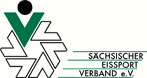 SÄCHSISCHER
EISSPORT
VERBAND e.V.